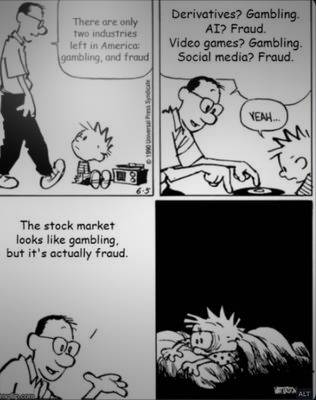 There are only
two industries
left in America:
gambling, and fraud
© 1990 Universal Press Syndicate
6-5
Derivatives? Gambling.
AI? Fraud.
Video games? Gambling.
Social media? Fraud.
YEAH...
The stock market
looks like gambling,
but it's actually fraud.
WATTERSON
ALT
imgflip.com